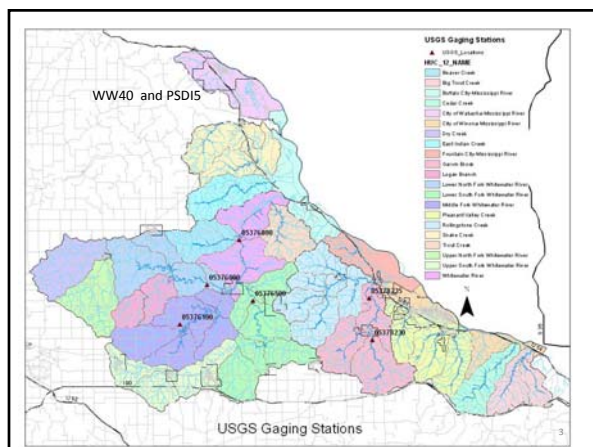 USGS Gaging Stations
USGS_Locations
HUC_12_NAME
Beaver Creek
Big Trout Creek
Buffalo City-Mississippi River
Cedar Creek
City of Wabasha-Mississippi River
City of Winona-Mississippi River
Dry Creek
East Indian Creek
Fountain City-Mississippi River
Garvin Brook
Logan Branch
Lower North Fork Whitewater River
Lower South Fork Whitewater River
Middle Fork Whitewater River
Pleasant Valley Creek
Rollingstone Creek
Snake Creek
Trout Creek
Upper North Fork Whitewater River
Upper South Fork Whitewater River
Whitewater River
WW40 and PSDI5
05376800
05376000
05376500
05378235
05376100
05378230
USGS Gaging Stations
3